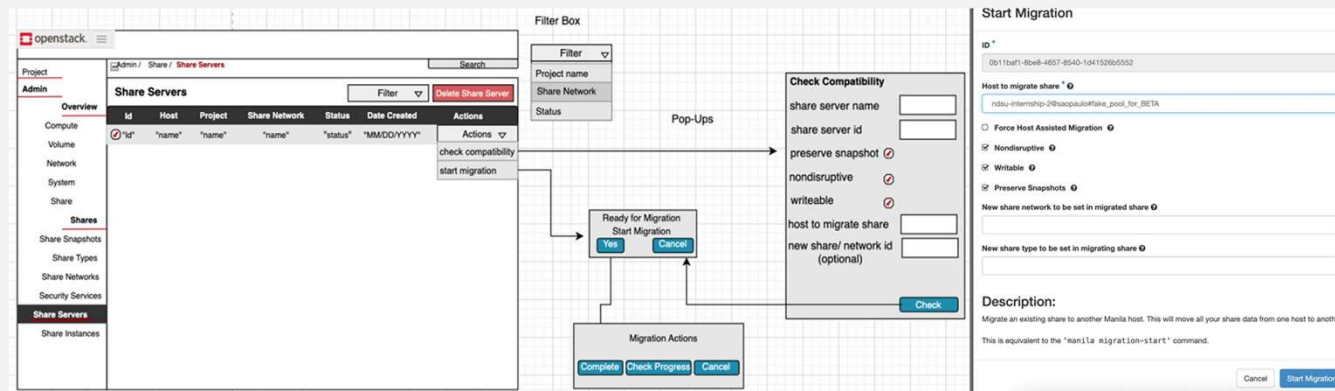 openstack.
Project
Admin
Overview
Compute
Volume
Network
System
Share
Shares
Share Snapshots
Share Types
Share Networks
Security Services
Share Servers
Share Instances
Admin / Share / Share Servers
Search
Share Servers
Filter
Delete Share Server
Id Host Project Share Network Status Date Created Actions
"Id" "name" "name" "name" "status" "MM/DD/YYYY" Actions
check compatibility
start migration
Filter Box
Filter
Project name
Share Network
Status
Pop-Ups
Ready for Migration
Start Migration
Yes Cancel
Migration Actions
Complete Check Progress Cancel
Check Compatibility
share server name
share server id
preserve snapshot
nondisruptive
writeable
host to migrate share
new share/ network id
(optional)
Check
Start Migration
ID *
0b11baf1-8be8-4657-8540-1d41526b5552
Host to migrate share *
ndsu-internship-2@saopaulo#fake_pool_for_BETA
Force Host Assisted Migration
Nondisruptive
Writable
Preserve Snapshots
New share network to be set in migrated share
New share type to be set in migrating share
Description:
Migrate an existing share to another Manila host. This will move all your share data from one host to anoth
This is equivalent to the 'manila migration-start' command.
Cancel Start Migration